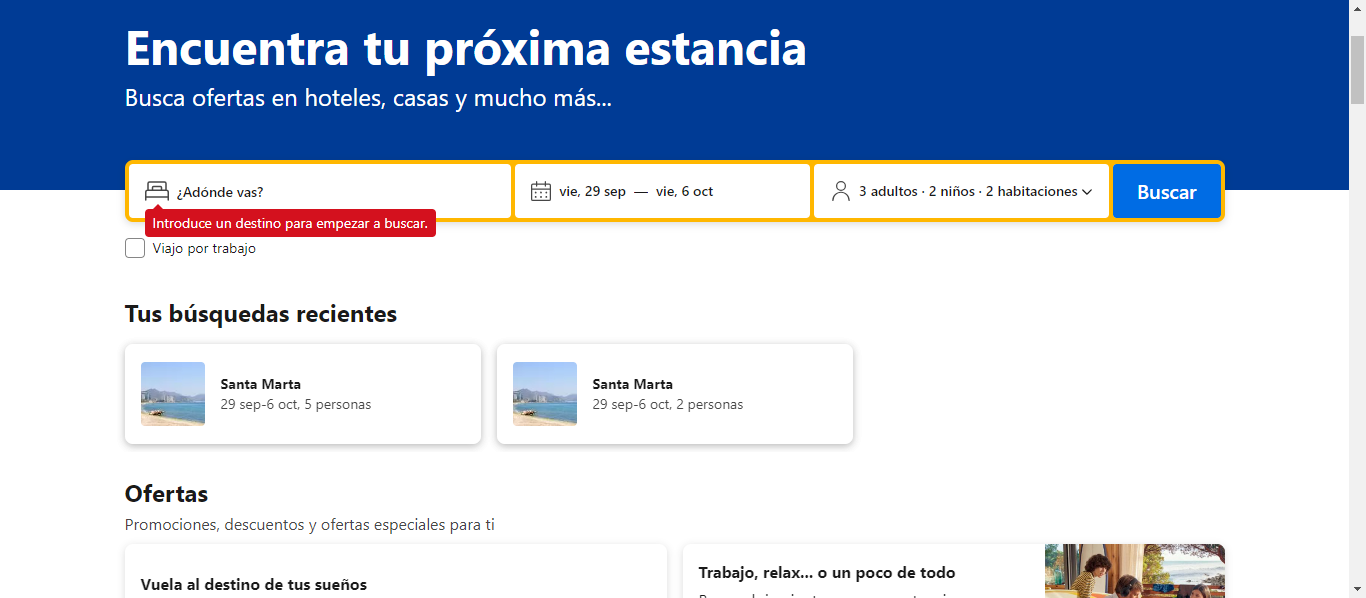 Encuentra tu próxima estancia
Busca ofertas en hoteles, casas y mucho más...
¿Adónde vas?
vie, 29 sep — vie, 6 oct
3 adultos · 2 niños · 2 habitaciones
Buscar
Introduce un destino para empezar a buscar.
Viajo por trabajo
Tus búsquedas recientes
Santa Marta
29 sep-6 oct, 5 personas
Santa Marta
29 sep-6 oct, 2 personas
Ofertas
Promociones, descuentos y ofertas especiales para ti
Vuela al destino de tus sueños
Trabajo, relax... o un poco de todo